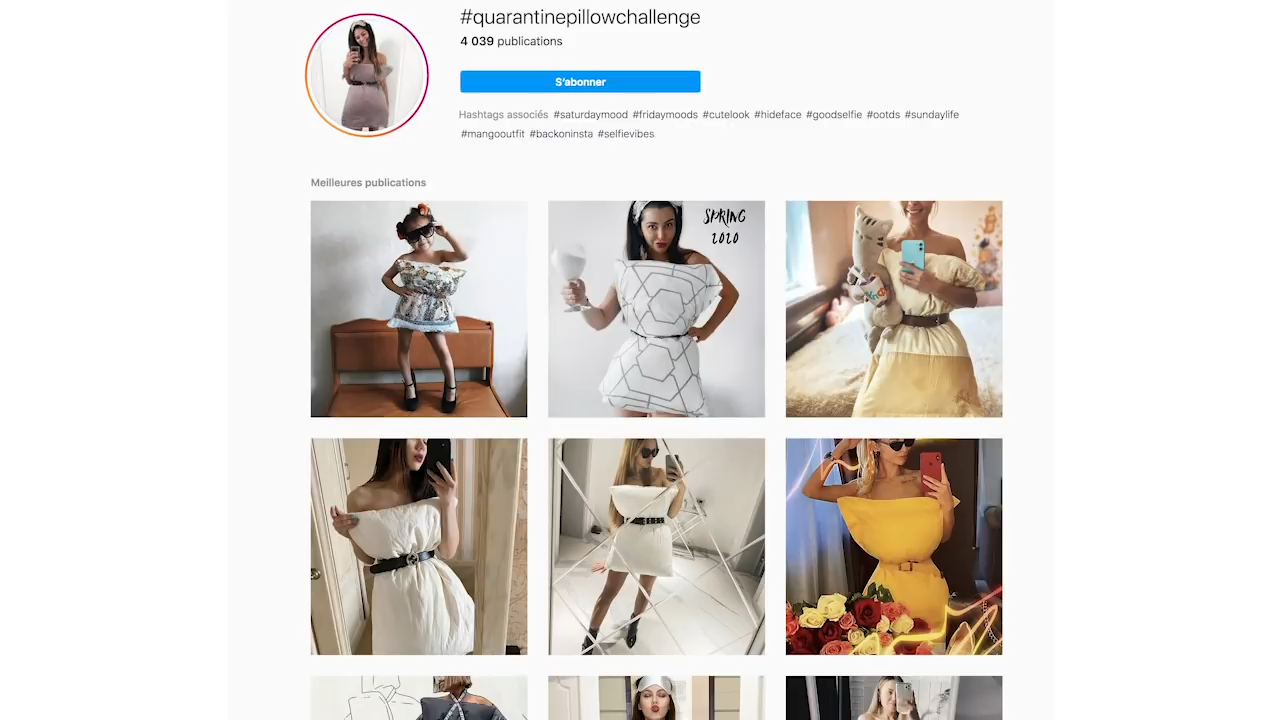 #quarantinepillowchallenge
4 039 publications
S'abonner
Hashtags associés #saturdaymood #fridaymoods #cutelook #hideface #goodselfie #ootds #sundaylife
#mangooutfit #backoninsta #selfievibes
Meilleures publications
SPRING
2020